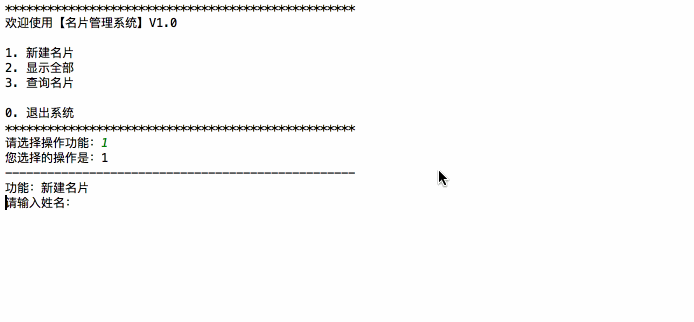 **************************************************
欢迎使用【名片管理系统】V1.0
1. 新建名片
2. 显示全部
3. 查询名片
0. 退出系统
**************************************************
请选择操作功能：1
您选择的操作是：1
--------------------------------------------------
功能：新建名片
请输入姓名：